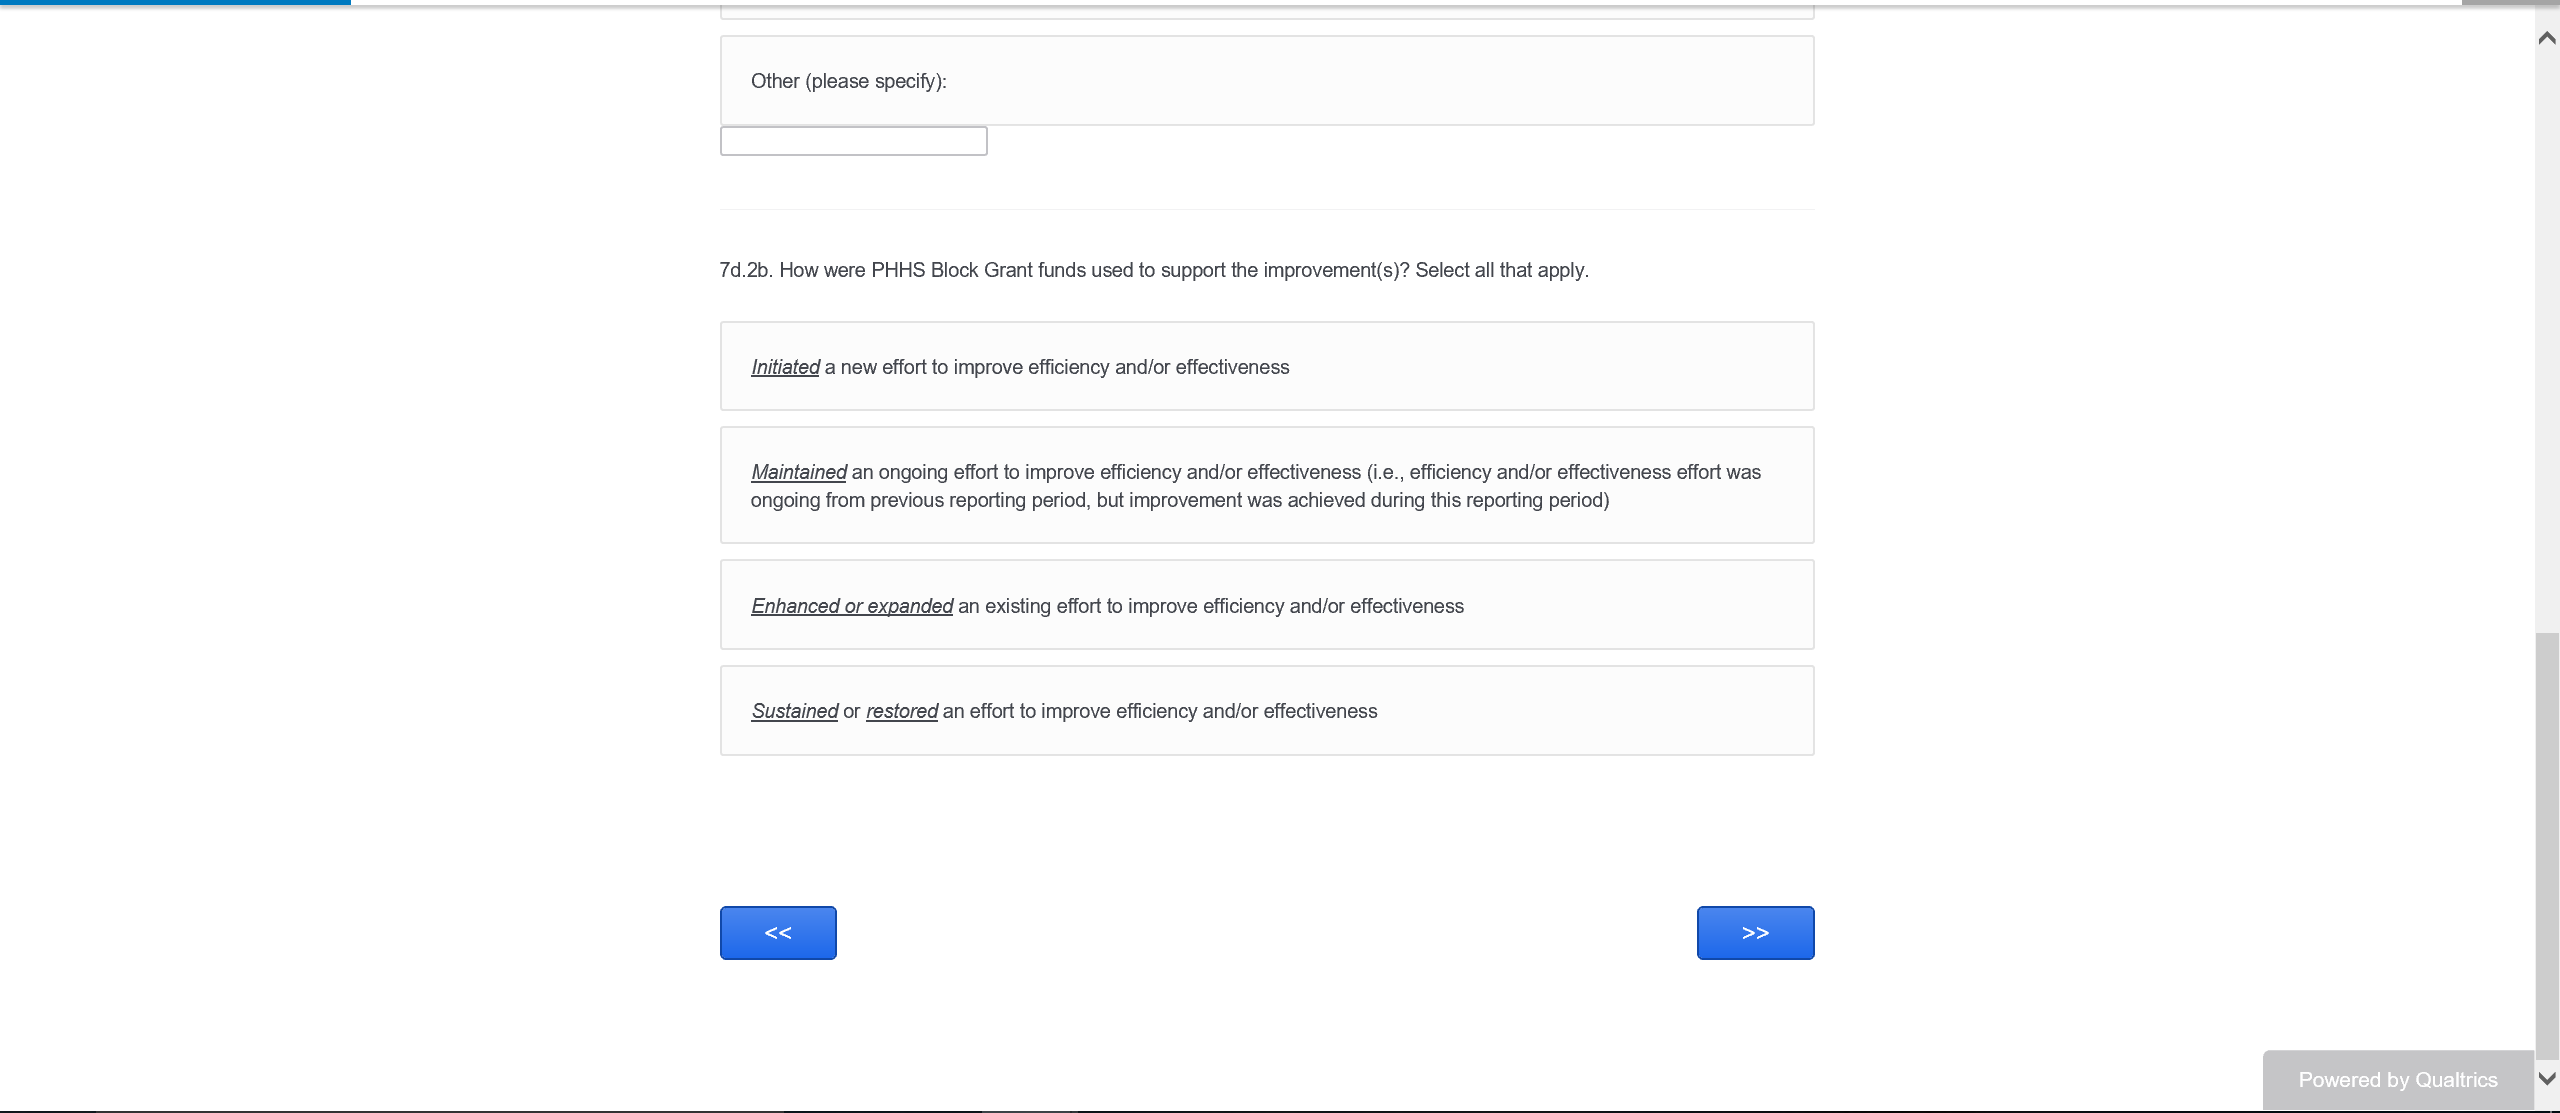 Other (please specify):
7d.2b. How were PHHS Block Grant funds used to support the improvement(s)? Select all that apply.
Initiated a new effort to improve efficiency and/or effectiveness
Maintained an ongoing effort to improve efficiency and/or effectiveness (i.e., efficiency and/or effectiveness effort was
ongoing from previous reporting period, but improvement was achieved during this reporting period)
Enhanced or expanded an existing effort to improve efficiency and/or effectiveness
Sustained or restored an effort to improve efficiency and/or effectiveness
<< >>
Powered by Qualtrics